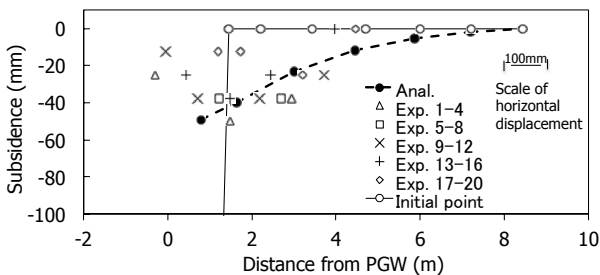 Subsidence (mm)
0
-20
-40
-60
-80
-100
-2
0
2
4
6
8
10
Distance from PGW (m)
100mm
Scale of
horizontal
displacement
Anal.
Exp. 1-4
Exp. 5-8
Exp. 9-12
Exp. 13-16
Exp. 17-20
Initial point